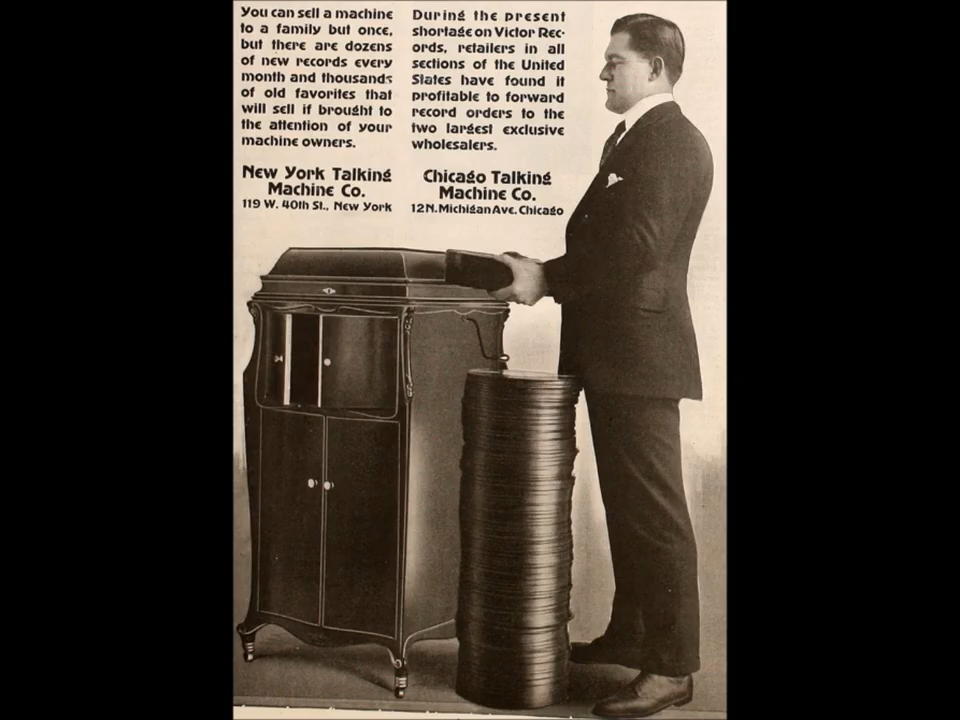 You can sell a machine
to a family but once,
but there are dozens
of new records every
month and thousands
of old favorites that
will sell if brought to
the attention of your
machine owners.
New York Talking
Machine Co.
119 W. 40th St., New York
During the present
shortage on Victor Rec-
ords, retailers in all
sections of the United
States have found it
profitable to forward
record orders to the
two largest exclusive
wholesalers.
Chicago Talking
Machine Co.
12 N. Michigan Ave. Chicago